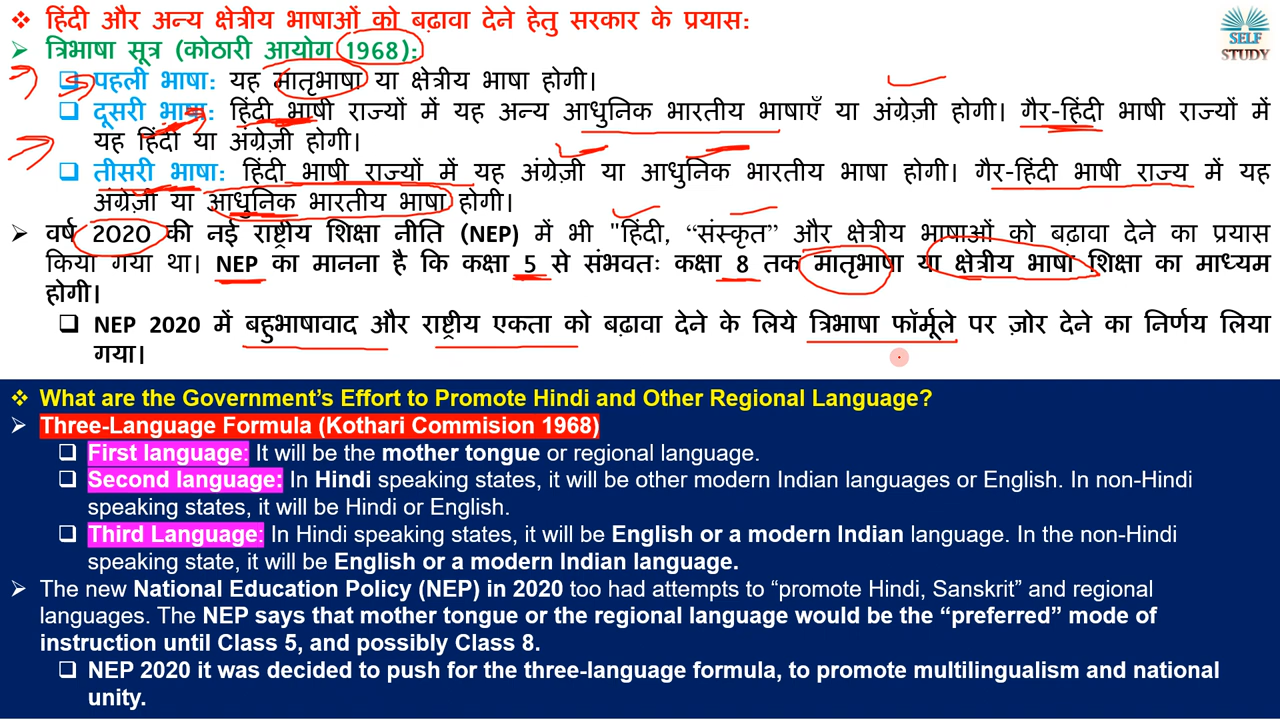 ❖ हिंदी और अन्य क्षेत्रीय भाषाओं को बढ़ावा देने हेतु सरकार के प्रयास:
SELF
STUDY
➢ त्रिभाषा सूत्र (कोठारी आयोग 1968):
❑ पहली भाषा: यह मातृभाषा या क्षेत्रीय भाषा होगी।
❑ दूसरी भाषा: हिंदी भाषी राज्यों में यह अन्य आधुनिक भारतीय भाषाएँ या अंग्रेज़ी होगी। गैर-हिंदी भाषी राज्यों में
यह हिंदी या अंग्रेज़ी होगी।
❑ तीसरी भाषा: हिंदी भाषी राज्यों में यह अंग्रेज़ी या आधुनिक भारतीय भाषा होगी। गैर-हिंदी भाषी राज्य में यह
अंग्रेज़ी या आधुनिक भारतीय भाषा होगी।
➢ वर्ष 2020 की नई राष्ट्रीय शिक्षा नीति (NEP) में भी "हिंदी, “संस्कृत” और क्षेत्रीय भाषाओं को बढ़ावा देने का प्रयास
किया गया था। NEP का मानना है कि कक्षा 5 से संभवतः कक्षा 8 तक मातृभाषा या क्षेत्रीय भाषा शिक्षा का माध्यम
होगी।
❑ NEP 2020 में बहुभाषावाद और राष्ट्रीय एकता को बढ़ावा देने के लिये त्रिभाषा फॉर्मूले पर ज़ोर देने का निर्णय लिया
गया।
❖ What are the Government’s Effort to Promote Hindi and Other Regional Language?
➢ Three-Language Formula (Kothari Commision 1968)
❑ First language: It will be the mother tongue or regional language.
❑ Second language: In Hindi speaking states, it will be other modern Indian languages or English. In non-Hindi
speaking states, it will be Hindi or English.
❑ Third Language: In Hindi speaking states, it will be English or a modern Indian language. In the non-Hindi
speaking state, it will be English or a modern Indian language.
➢ The new National Education Policy (NEP) in 2020 too had attempts to “promote Hindi, Sanskrit” and regional
languages. The NEP says that mother tongue or the regional language would be the “preferred” mode of
instruction until Class 5, and possibly Class 8.
❑ NEP 2020 it was decided to push for the three-language formula, to promote multilingualism and national
unity.